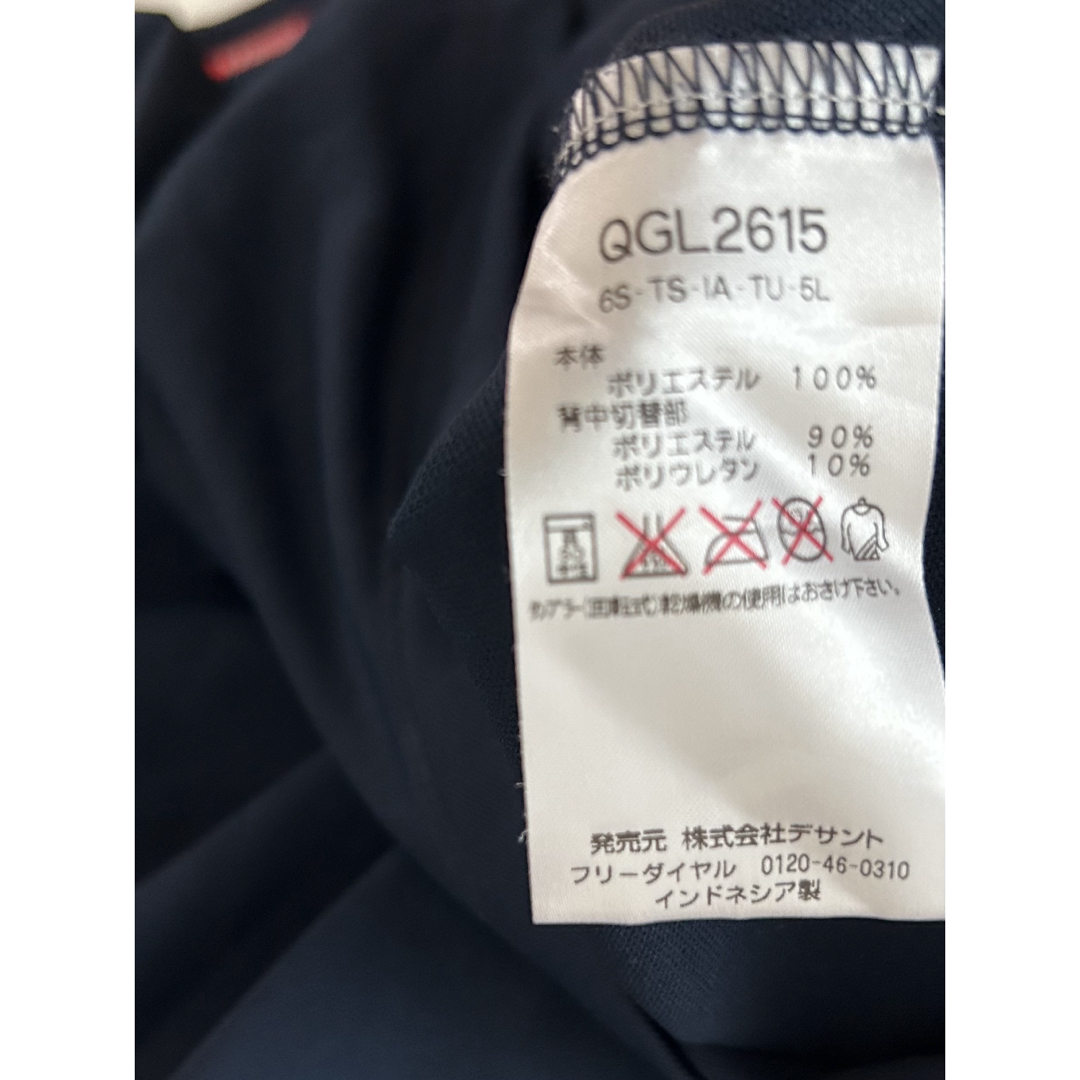 QGL2615
6S-TS-IA-TU-5L
本体
ポリエステル 100%
背中切替部
ポリエステル 90%
ポリウレタン 10%
タンブラー(回転式)乾燥機の使用はおさけ下さい。
発売元 株式会社デサント
フリーダイヤル 0120-46-0310
インドネシア製